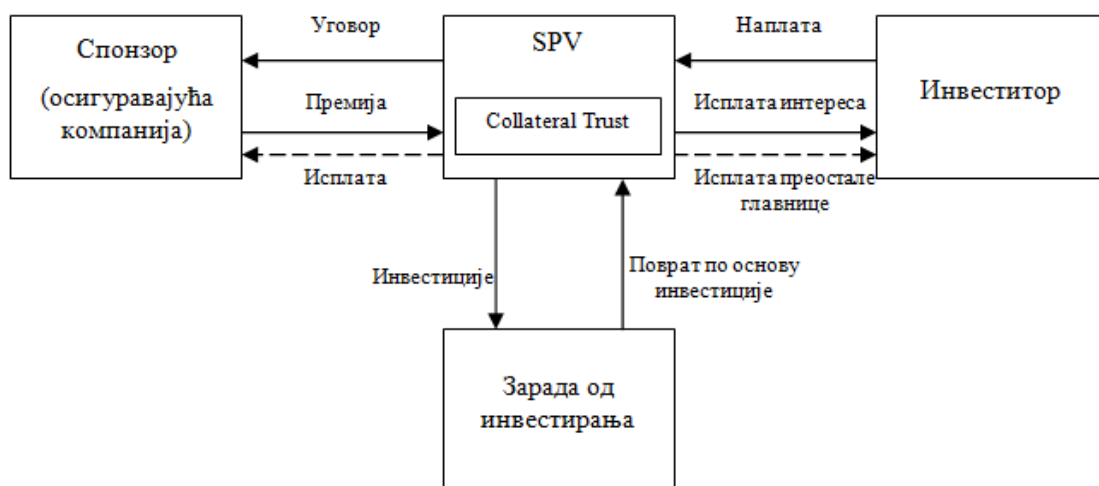 Спонзор
(осигуравајућа
компанија)
Уговор
Премија
Исплата
SPV
Collateral Trust
Наплата
Исплата интереса
Исплата преостале
главнице
Инвеститор
Инвестиције
Поврат по основу
инвестиције
Зарада од
инвестирања